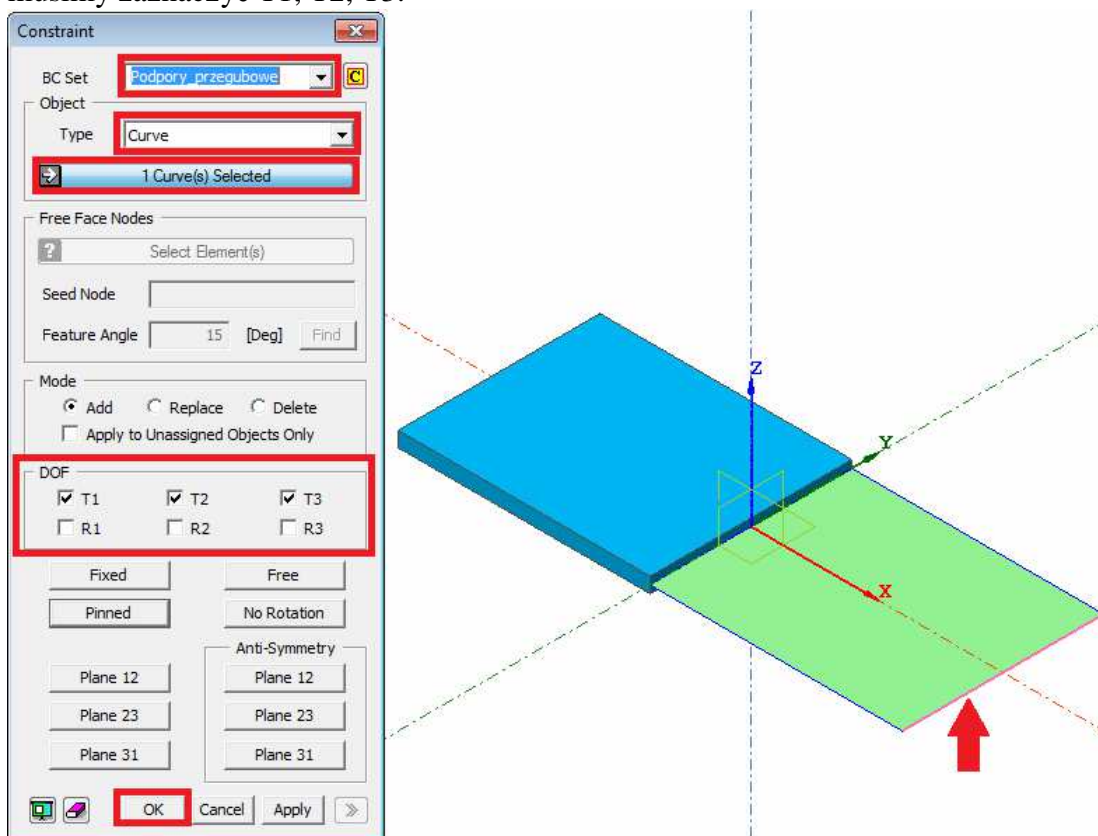 musimy zaznaczyć T1, T2, T3.
Constraint
BC Set Podpory_przegubowe C
Object
Type Curve
1 Curve(s) Selected
Free Face Nodes
? Select Element(s)
Seed Node
Feature Angle 15 [Deg] Find
Mode
Add Replace Delete
Apply to Unassigned Objects Only
DOF
T1 T2 T3
R1 R2 R3
Fixed Free
Pinned No Rotation
Anti-Symmetry
Plane 12 Plane 12
Plane 23 Plane 23
Plane 31 Plane 31
OK Cancel Apply
Z
Y
X